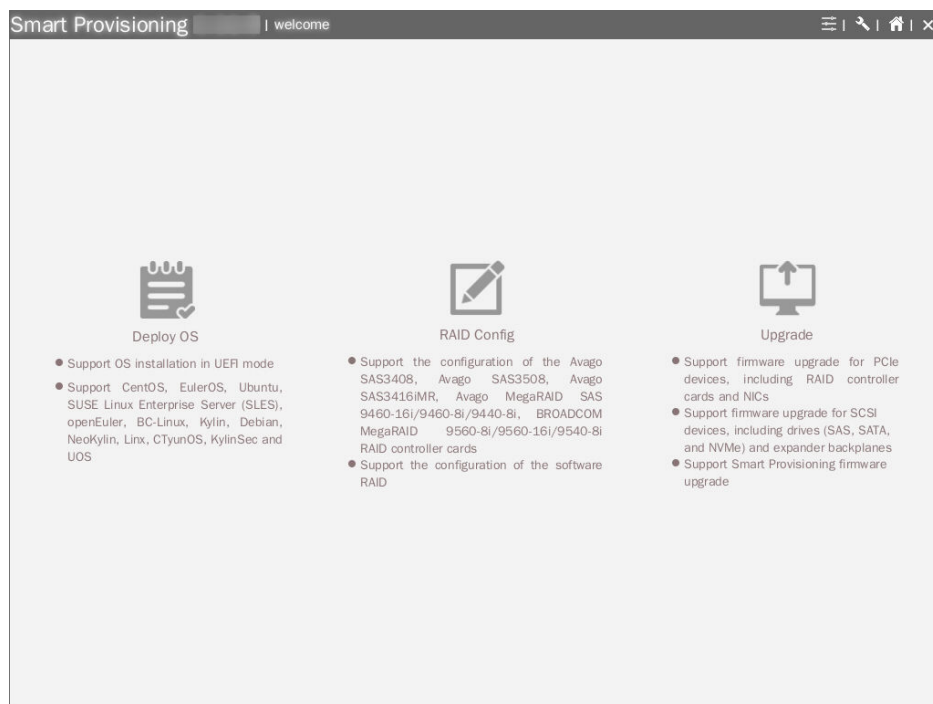 Smart Provisioning | welcome
Deploy OS
Support OS installation in UEFI mode
Support CentOS, EulerOS, Ubuntu,
SUSE Linux Enterprise Server (SLES),
openEuler, BC-Linux, Kylin, Debian,
NeoKylin, Linx, CTyunOS, KylinSec and
UOS
RAID Config
Support the configuration of the Avago
SAS3408, Avago SAS3508, Avago
SAS3416iMR, Avago MegaRAID SAS
9460-16i/9460-8i/9440-8i, BROADCOM
MegaRAID 9560-8i/9560-16i/9540-8i
RAID controller cards
Support the configuration of the software
RAID
Upgrade
Support firmware upgrade for PCIe
devices, including RAID controller
cards and NICs
Support firmware upgrade for SCSI
devices, including drives (SAS, SATA,
and NVMe) and expander backplanes
Support Smart Provisioning firmware
upgrade